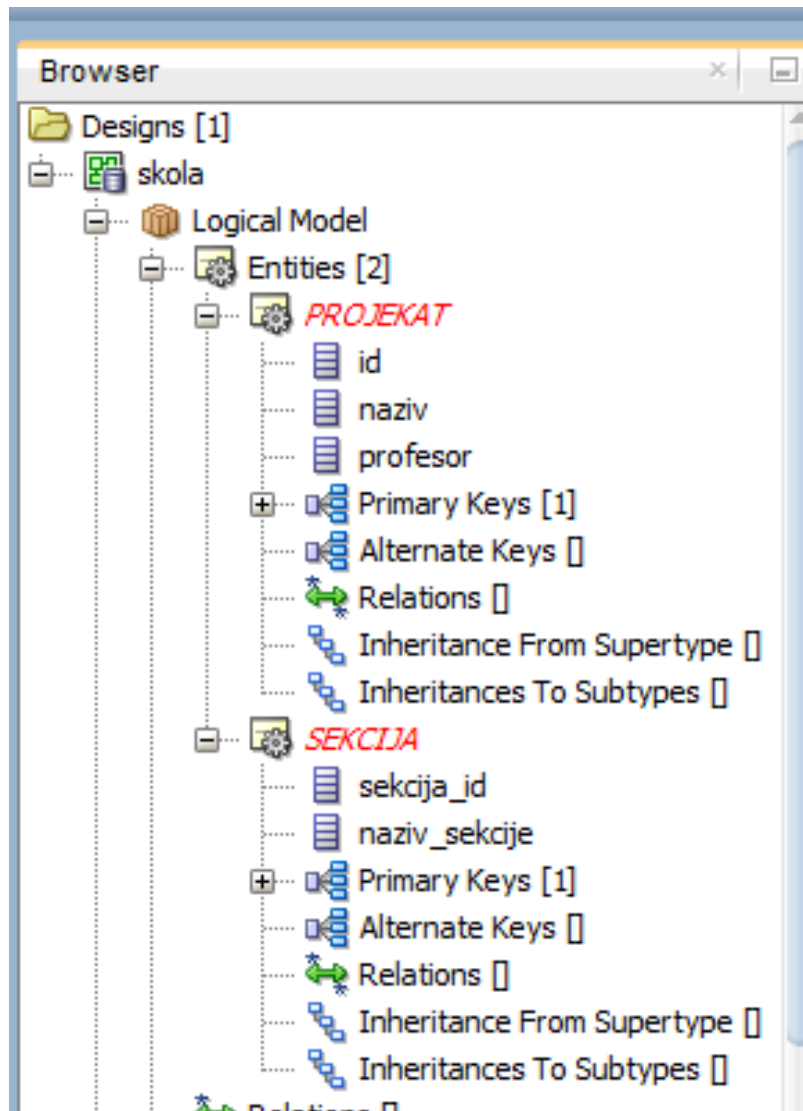 Browser
Designs [1]
skola
Logical Model
Entities [2]
PROJEKAT
id
naziv
profesor
Primary Keys [1]
Alternate Keys []
Relations []
Inheritance From Supertype []
Inheritances To Subtypes []
SEKCIJA
sekcija_id
naziv_sekcije
Primary Keys [1]
Alternate Keys []
Relations []
Inheritance From Supertype []
Inheritances To Subtypes []
Relations []